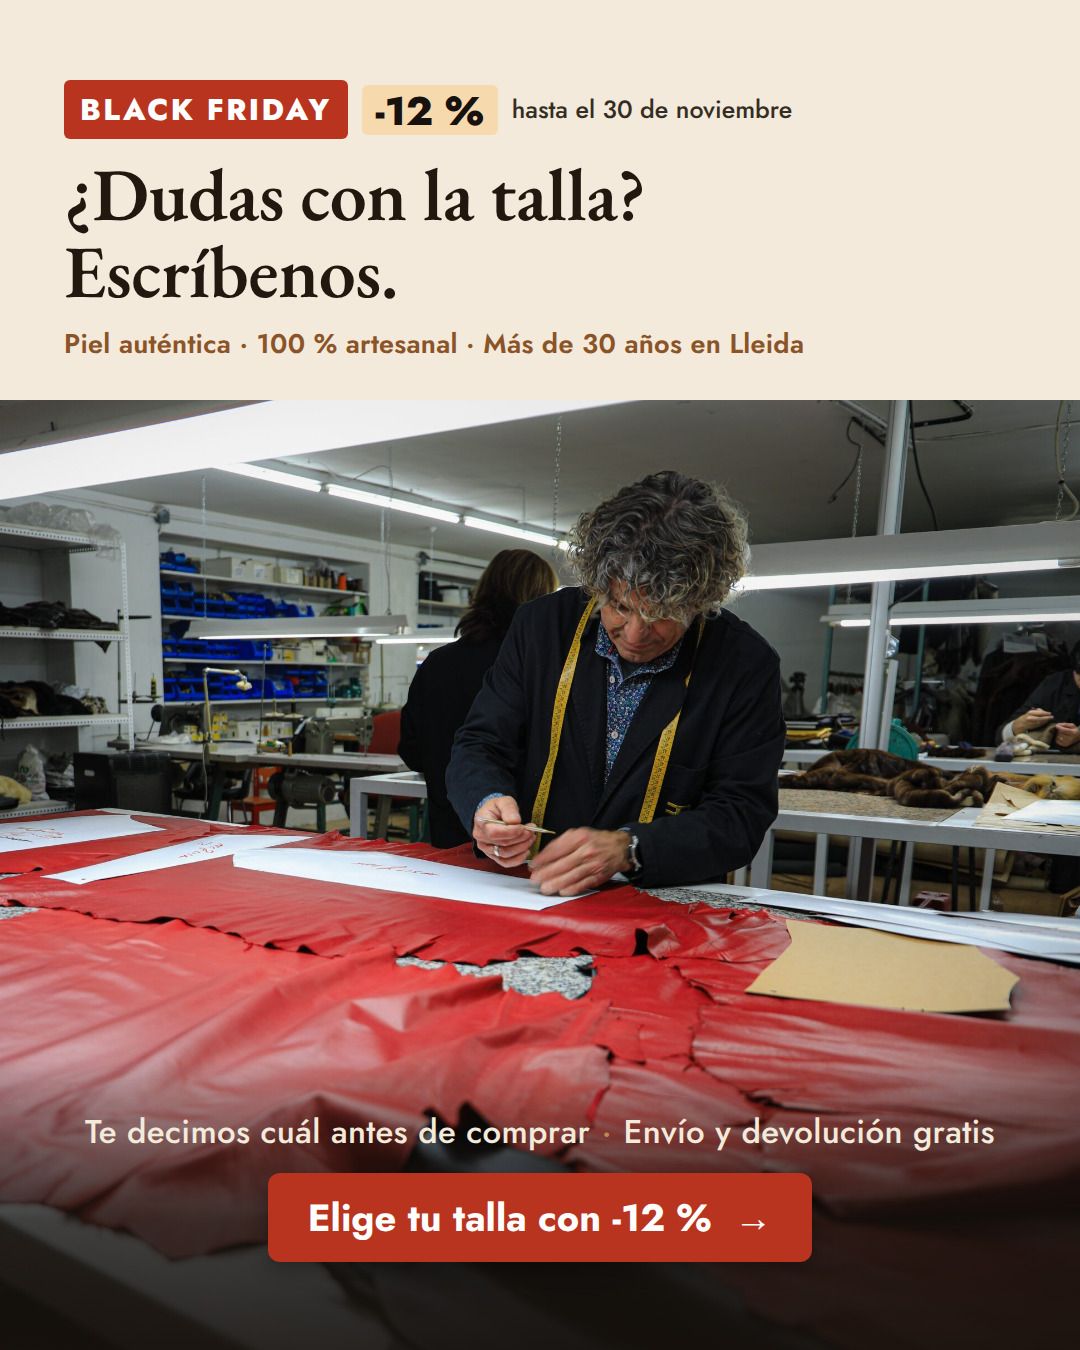 BLACK FRIDAY -12 % hasta el 30 de noviembre
¿Dudas con la talla?
Escríbenos.
Piel auténtica · 100 % artesanal · Más de 30 años en Lleida
Te decimos cuál antes de comprar · Envío y devolución gratis
Elige tu talla con -12 % →